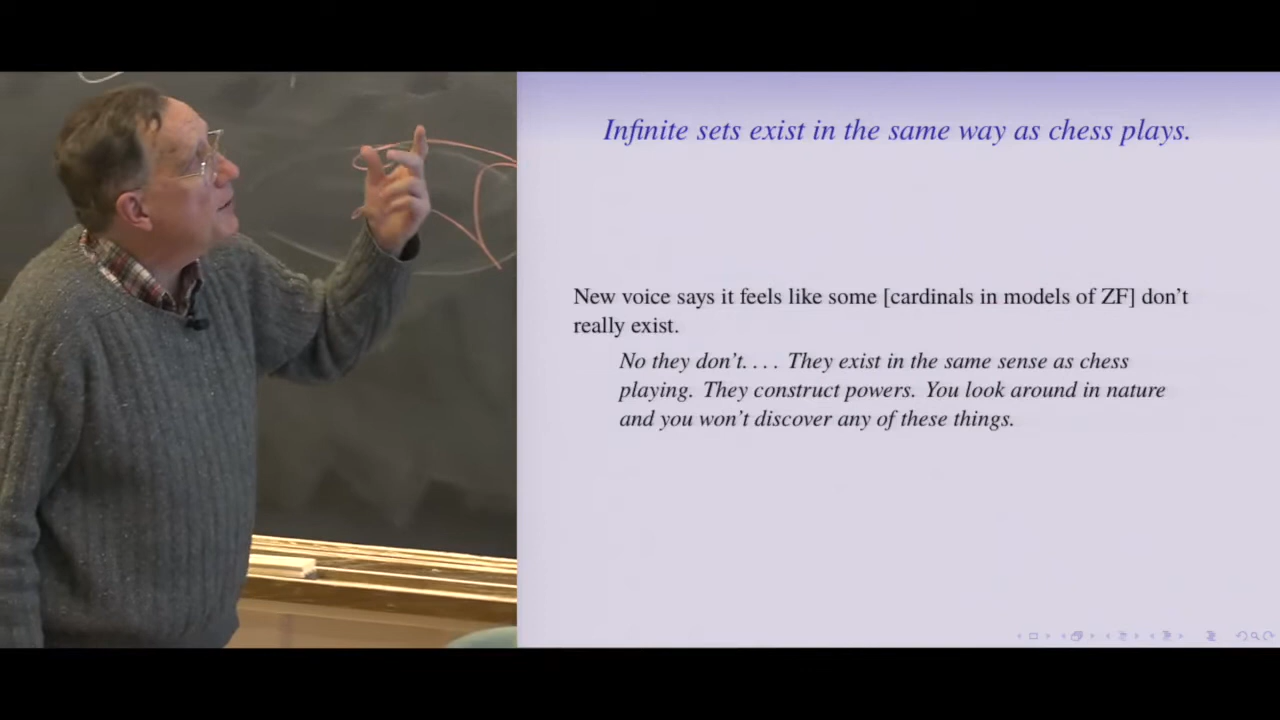 Infinite sets exist in the same way as chess plays.
New voice says it feels like some [cardinals in models of ZF] don't
really exist.
No they don't. . . . They exist in the same sense as chess
playing. They construct powers. You look around in nature
and you won't discover any of these things.